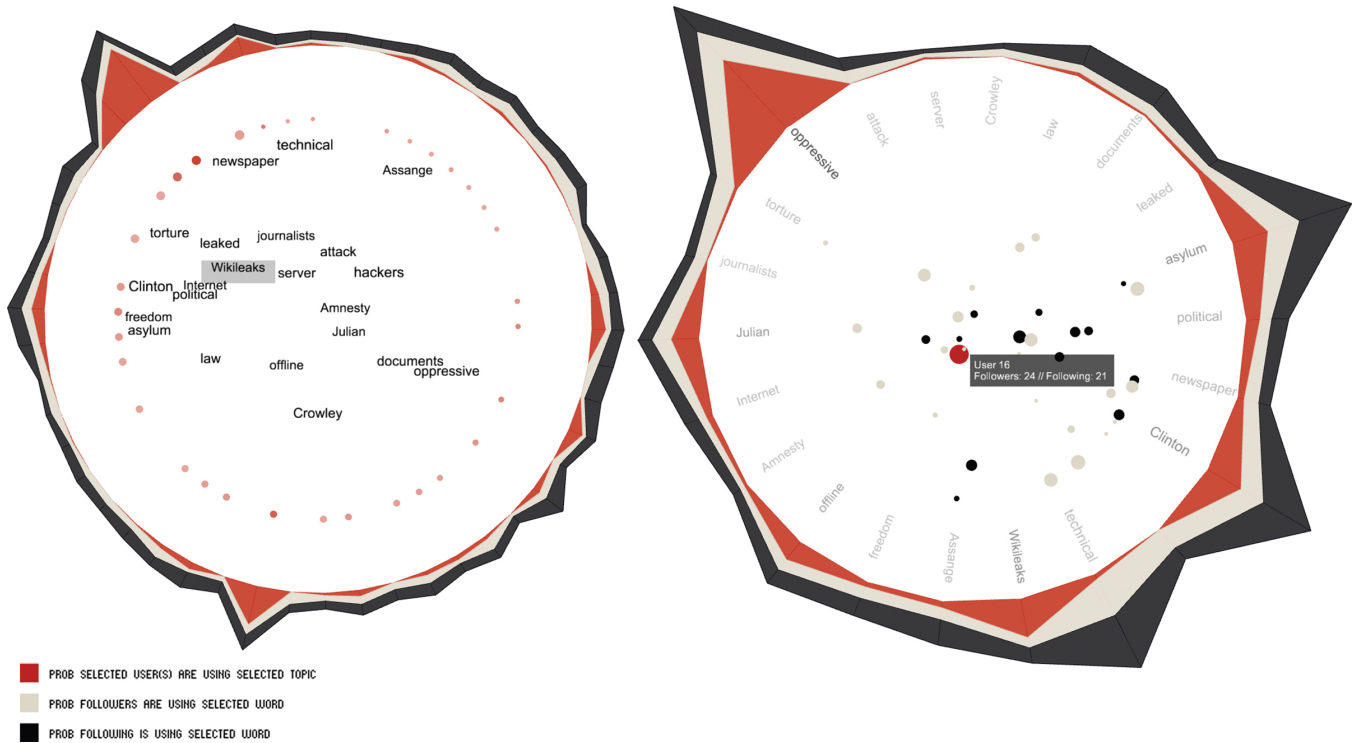 technical
newspaper
Assange
torture
leaked
journalists
attack
Wikileaks
server
hackers
Clinton
Internet
political
freedom
asylum
Amnesty
Julian
law
offline
documents
oppressive
Crowley
oppressive
attack
server
Crowley
law
documents
leaked
asylum
political
newspaper
Clinton
technical
Wikileaks
Assange
freedom
offline
Amnesty
Internet
Julian
journalists
torture
User 16
Followers: 24 // Following: 21
PROB SELECTED USER(S) ARE USING SELECTED TOPIC
PROB FOLLOWERS ARE USING SELECTED WORD
PROB FOLLOWING IS USING SELECTED WORD